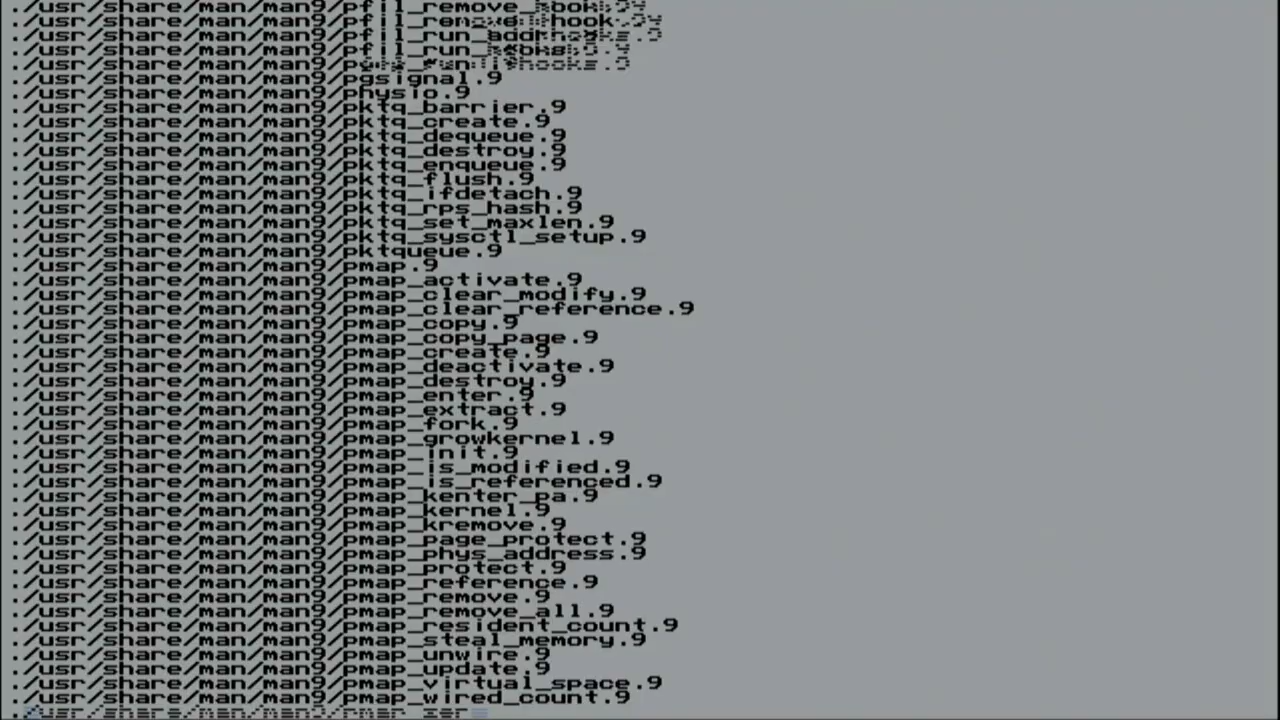 ./usr/share/man/man9/pfil_remove_hook.9
./usr/share/man/man9/pgsignal.9
./usr/share/man/man9/physio.9
./usr/share/man/man9/pktq_barrier.9
./usr/share/man/man9/pktq_create.9
./usr/share/man/man9/pktq_dequeue.9
./usr/share/man/man9/pktq_destroy.9
./usr/share/man/man9/pktq_enqueue.9
./usr/share/man/man9/pktq_flush.9
./usr/share/man/man9/pktq_ifdetach.9
./usr/share/man/man9/pktq_rps_hash.9
./usr/share/man/man9/pktq_set_maxlen.9
./usr/share/man/man9/pktq_sysctl_setup.9
./usr/share/man/man9/pktqueue.9
./usr/share/man/man9/pmap.9
./usr/share/man/man9/pmap_activate.9
./usr/share/man/man9/pmap_clear_modify.9
./usr/share/man/man9/pmap_clear_reference.9
./usr/share/man/man9/pmap_copy.9
./usr/share/man/man9/pmap_copy_page.9
./usr/share/man/man9/pmap_create.9
./usr/share/man/man9/pmap_deactivate.9
./usr/share/man/man9/pmap_destroy.9
./usr/share/man/man9/pmap_enter.9
./usr/share/man/man9/pmap_extract.9
./usr/share/man/man9/pmap_fork.9
./usr/share/man/man9/pmap_growkernel.9
./usr/share/man/man9/pmap_init.9
./usr/share/man/man9/pmap_is_modified.9
./usr/share/man/man9/pmap_is_referenced.9
./usr/share/man/man9/pmap_kenter_pa.9
./usr/share/man/man9/pmap_kernel.9
./usr/share/man/man9/pmap_kremove.9
./usr/share/man/man9/pmap_page_protect.9
./usr/share/man/man9/pmap_phys_address.9
./usr/share/man/man9/pmap_protect.9
./usr/share/man/man9/pmap_reference.9
./usr/share/man/man9/pmap_remove.9
./usr/share/man/man9/pmap_remove_all.9
./usr/share/man/man9/pmap_resident_count.9
./usr/share/man/man9/pmap_steal_memory.9
./usr/share/man/man9/pmap_unwire.9
./usr/share/man/man9/pmap_update.9
./usr/share/man/man9/pmap_virtual_space.9
./usr/share/man/man9/pmap_wired_count.9